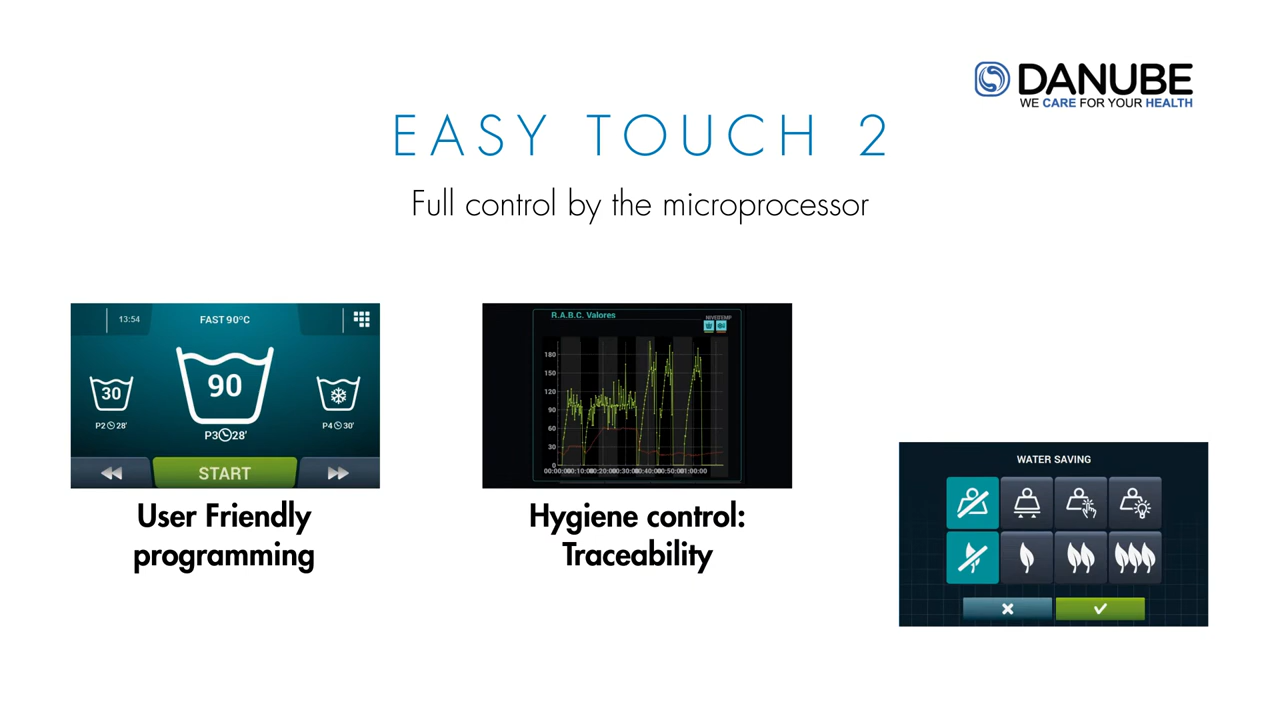 DANUBE
WE CARE FOR YOUR HEALTH
EASY TOUCH 2
Full control by the microprocessor
13:54
FAST 90ºC
30
90
P2 28'
P3 28'
P4 30'
START
User Friendly
programming
R.A.B.C. Valores
180
150
120
90
60
30
0
Hygiene control:
Traceability
WATER SAVING